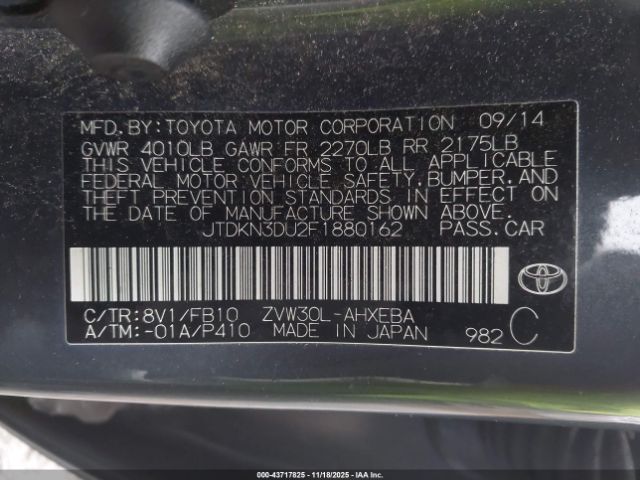 MFD.BY:TOYOTA MOTOR CORPORATION 09/14
GVWR 4010LB GAWR FR 2270LB RR 2175LB
THIS VEHICLE CONFORMS TO ALL APPLICABLE
FEDERAL MOTOR VEHICLE SAFETY,BUMPER,AND
THEFT PREVENTION STANDARDS IN EFFECT ON
THE DATE OF MANUFACTURE SHOWN ABOVE.
JTDKN3DU2F1880162 PASS.CAR
C/TR:8V1/FB10 ZVW30L-AHXEBA
A/TM:-01A/P410 MADE IN JAPAN 982 C
TOYOTA
000-43717825 - 11/18/2025 - IAAI.COM